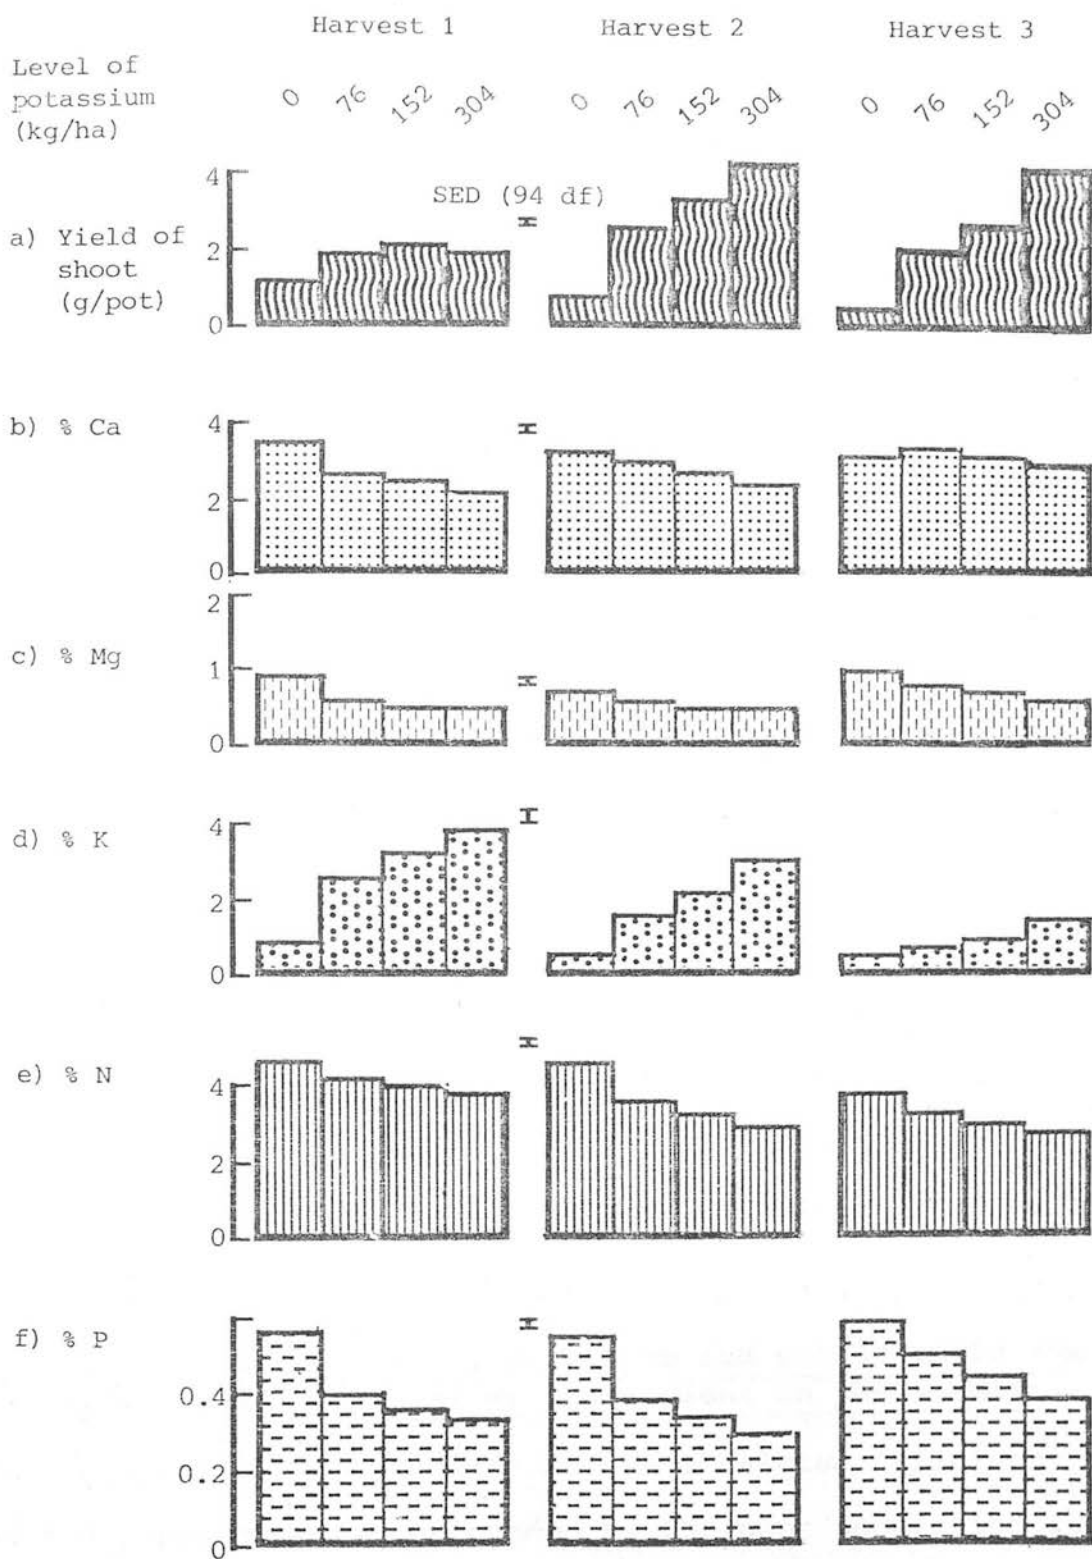 Harvest 1 Harvest 2 Harvest 3
Level of
potassium
(kg/ha)
0 76 152 304 0 76 152 304 0 76 152 304
a) Yield of
shoot
(g/pot)
4
2
0
SED (94 df)
b) % Ca
4
2
0
c) % Mg
2
1
0
d) % K
4
2
0
e) % N
4
2
0
f) % P
0.4
0.2
0